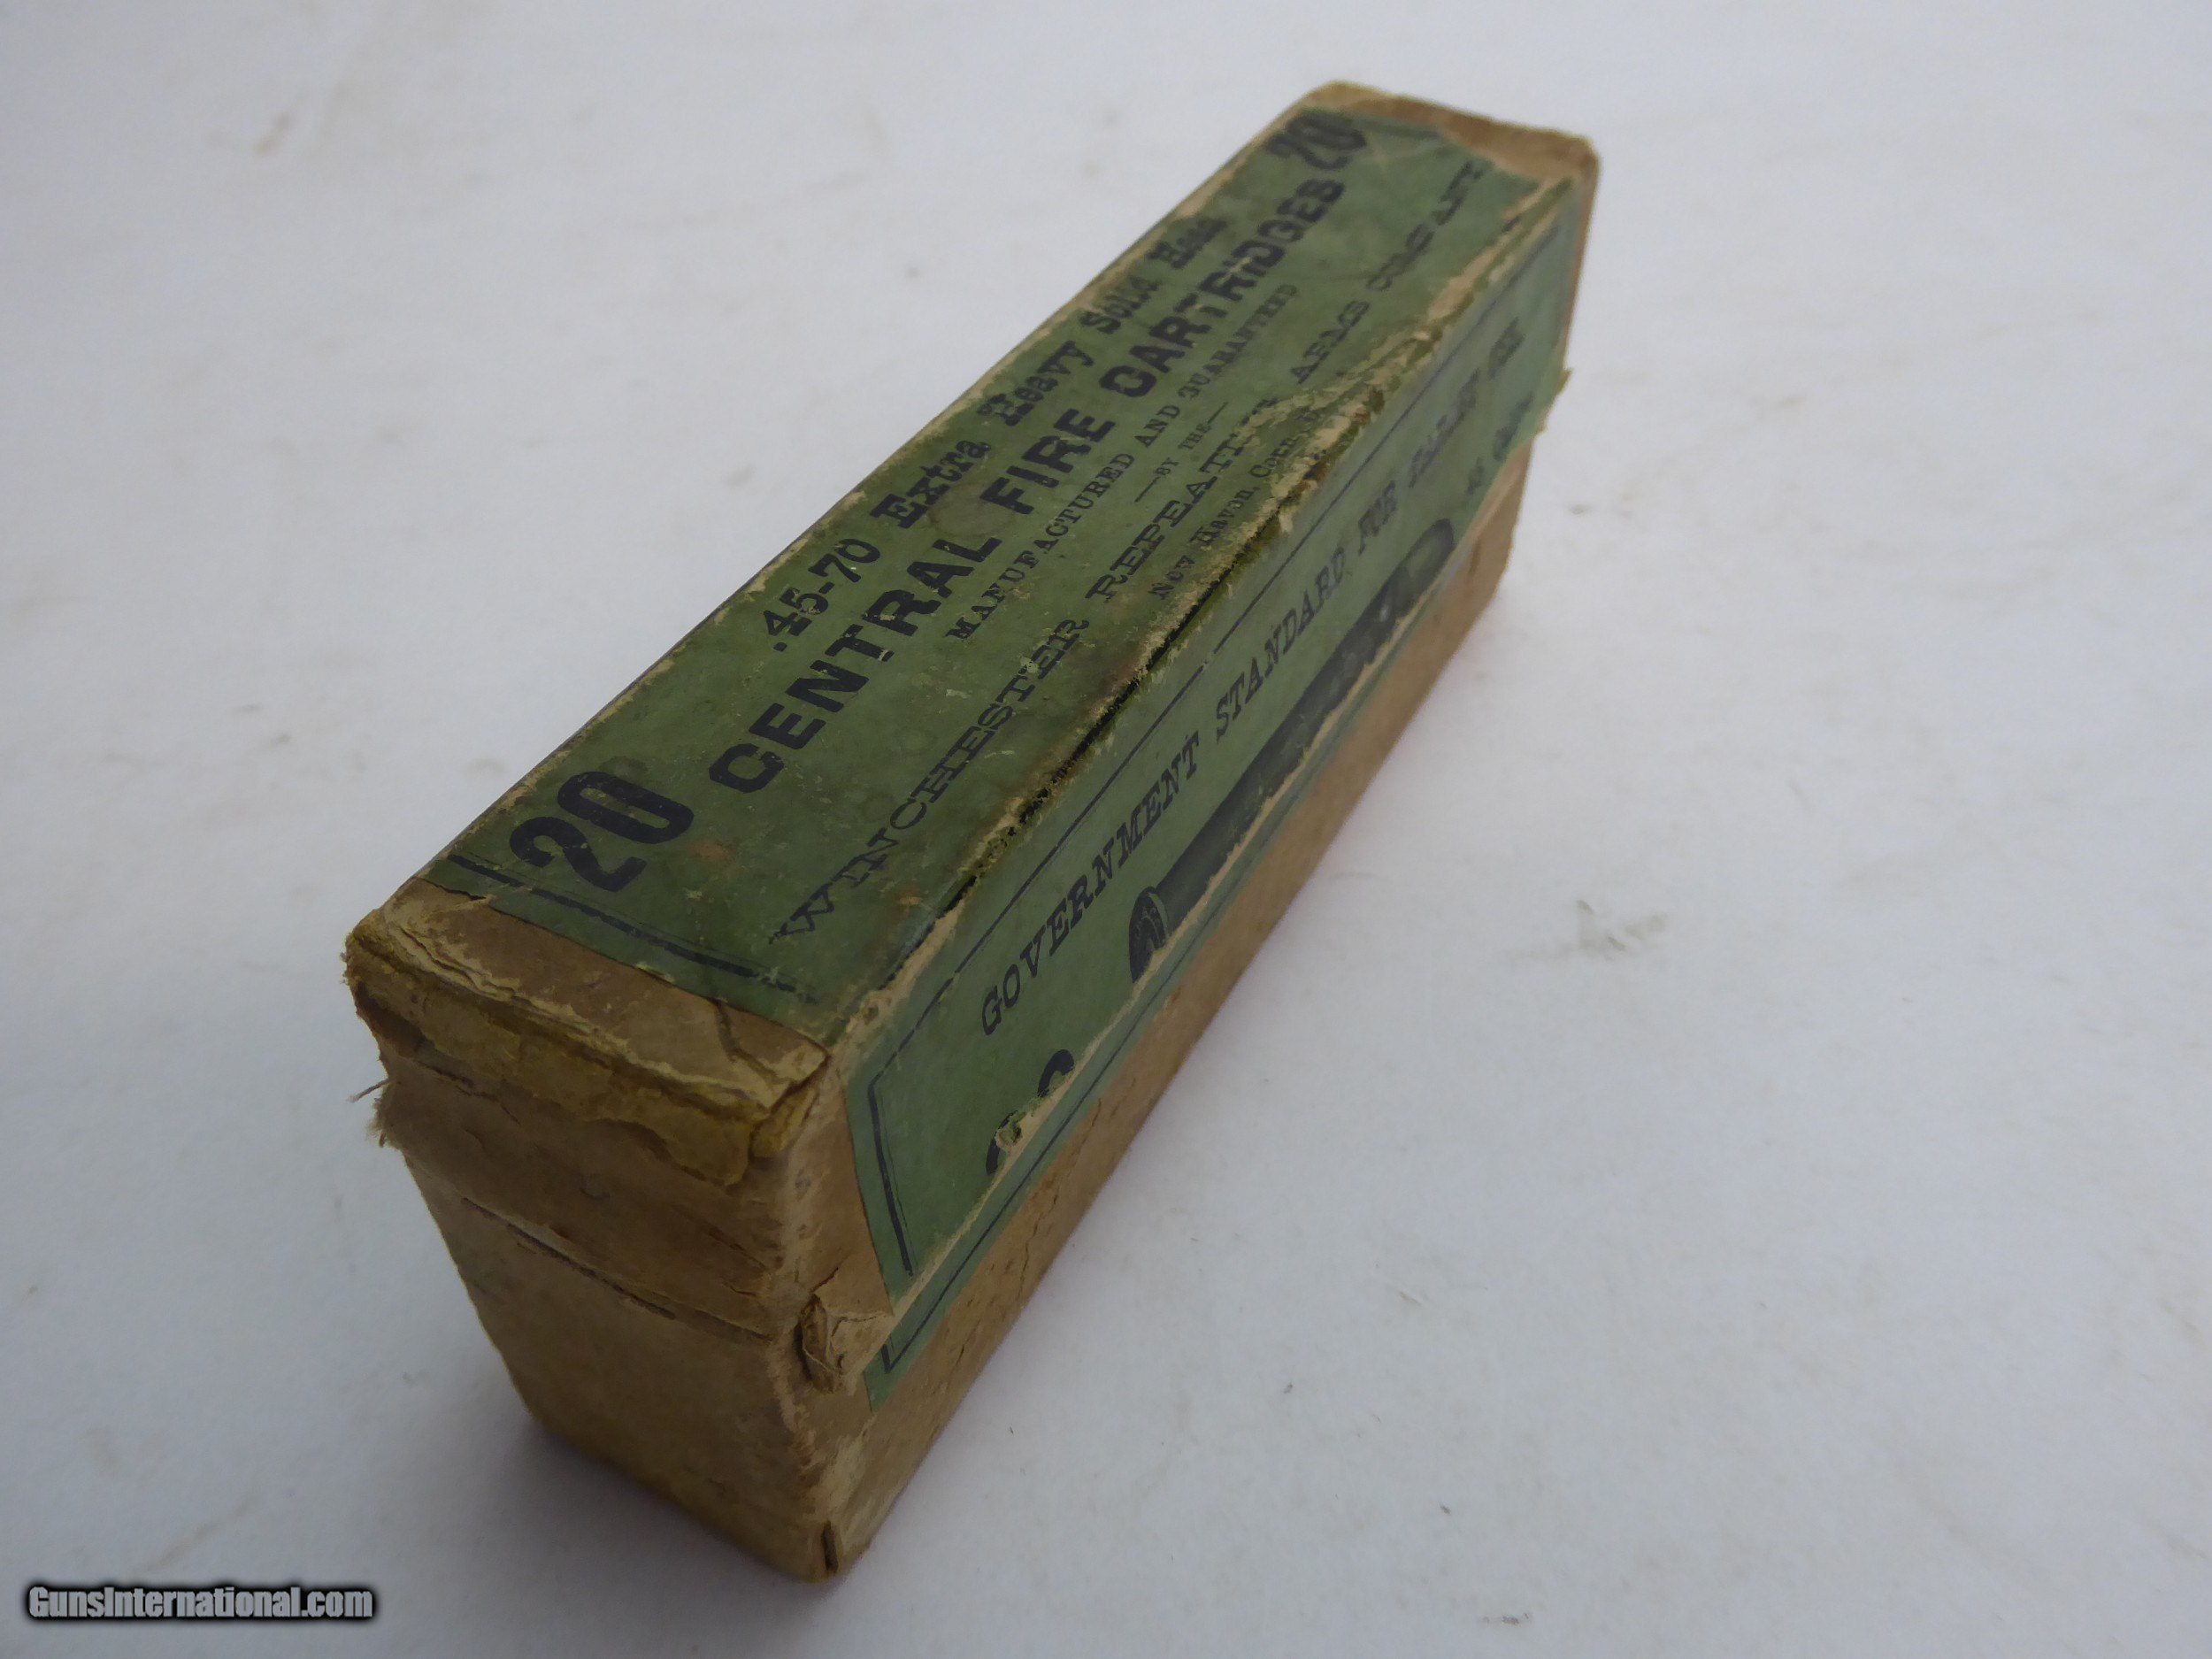 .45-70 Extra Heavy Solid Head
20 CENTRAL FIRE CARTRIDGES 20
MANUFACTURED AND GUARANTEED
—BY THE—
WINCHESTER REPEATING ARMS COMPANY
New Haven, Conn.
GOVERNMENT STANDARD FOR
GunsInternational.com